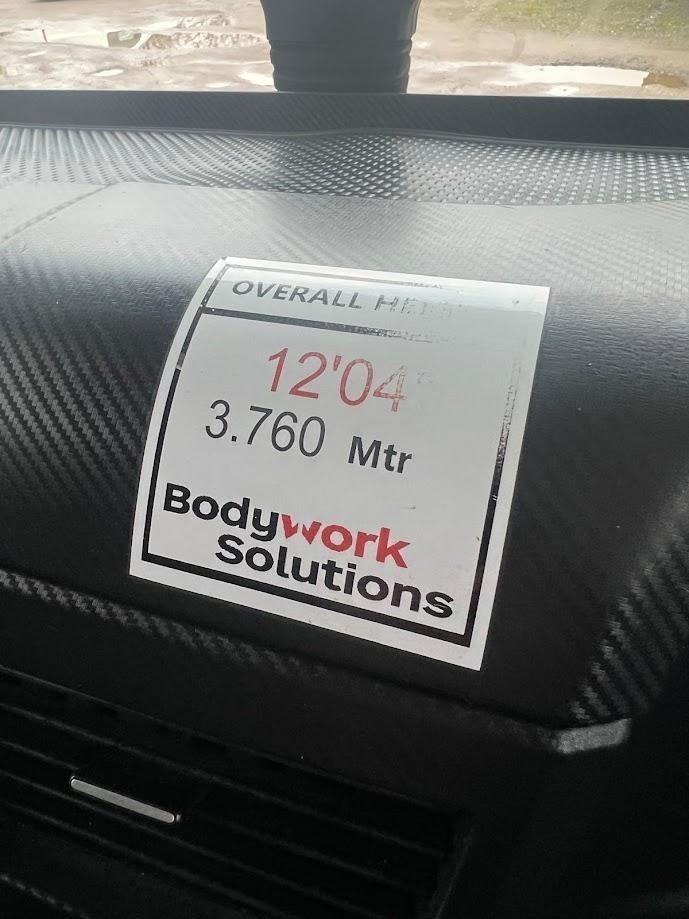 OVERALL
12'04
3.760 Mtr
Bodywork
Solutions